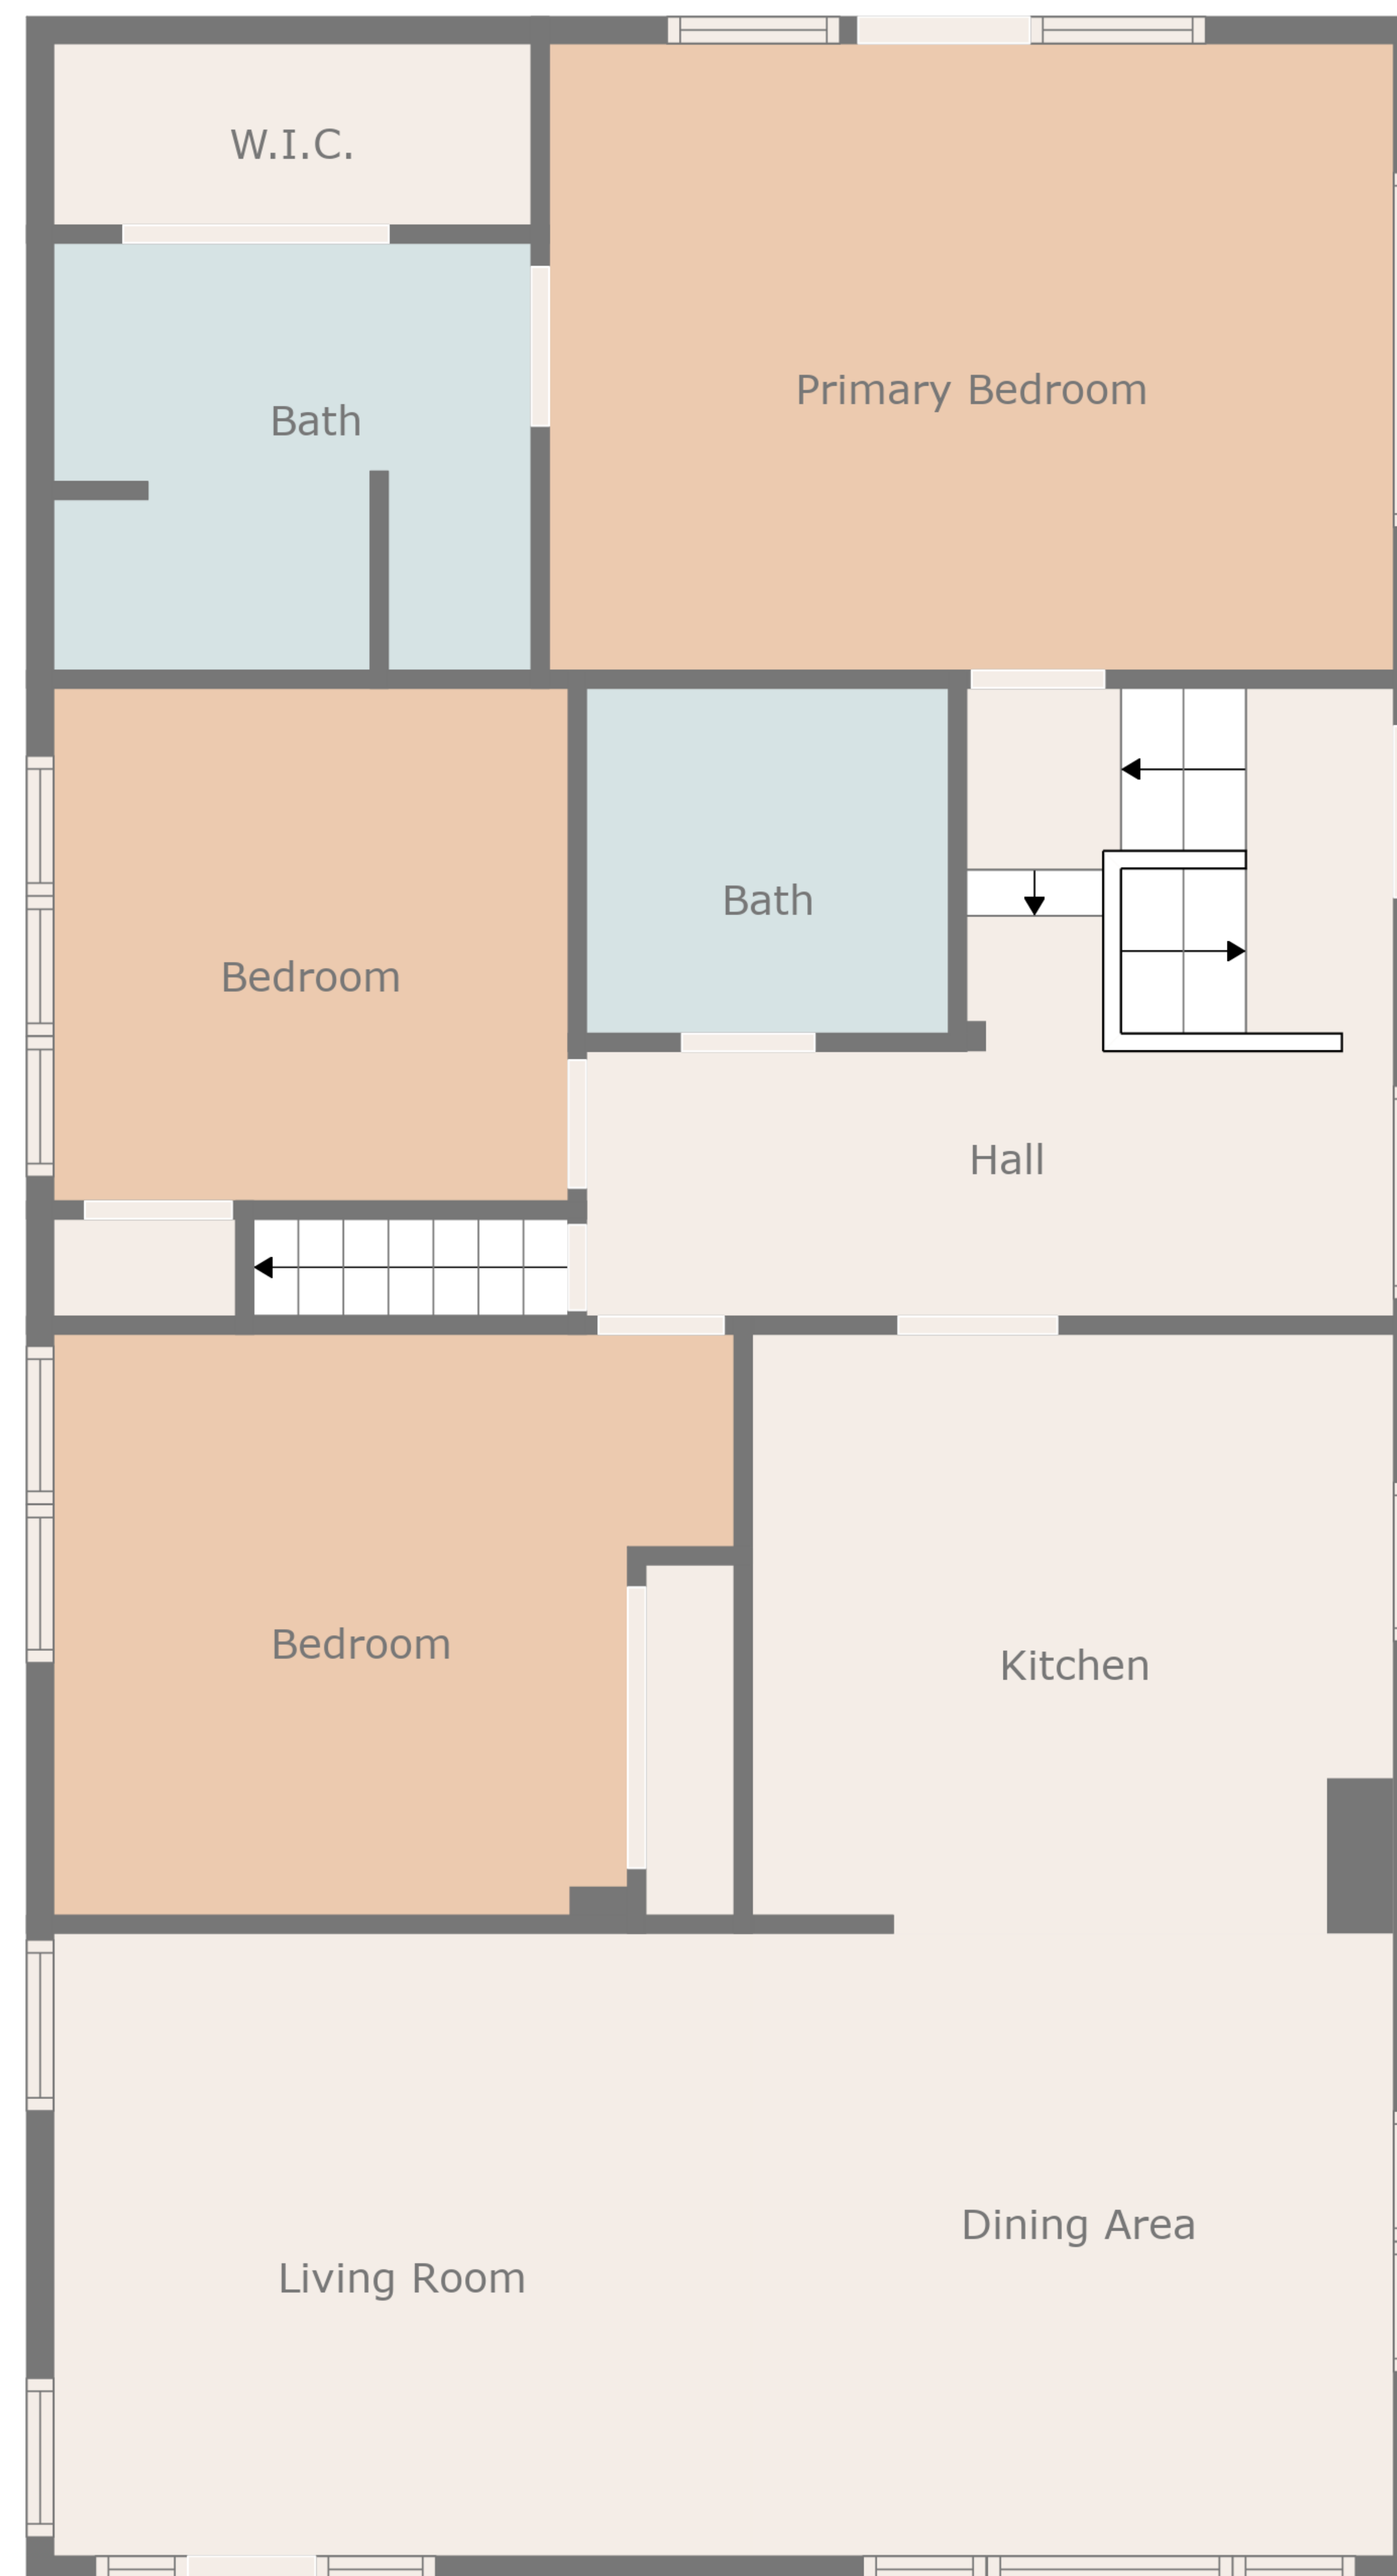 W.I.C.
Primary Bedroom
Bath
Bath
Bedroom
Hall
Bedroom
Kitchen
Dining Area
Living Room